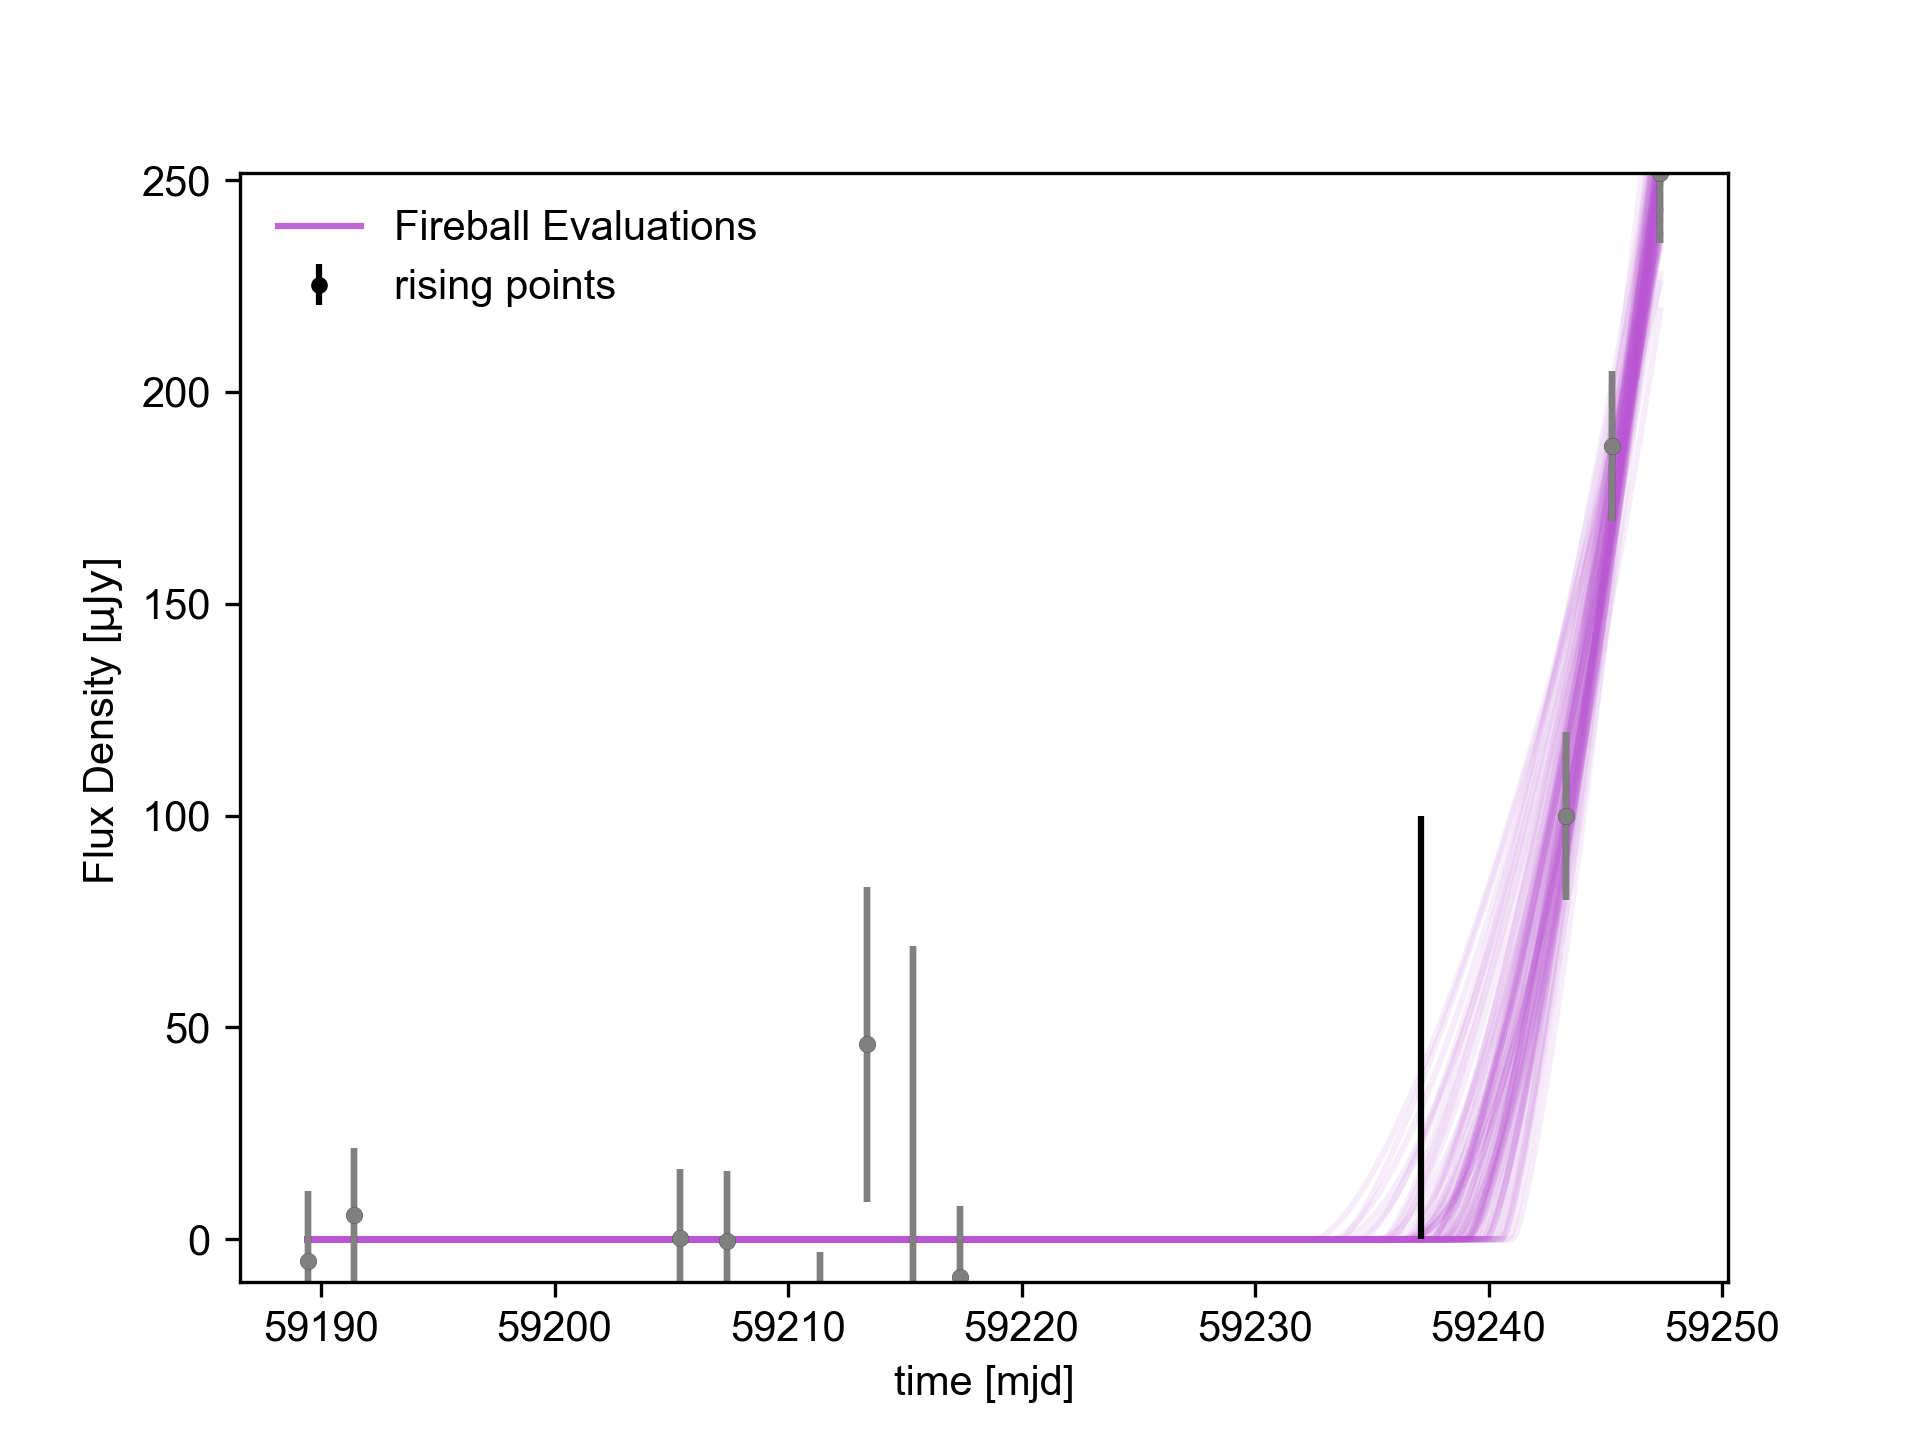 250
200
150
100
50
0
Flux Density [µJy]
Fireball Evaluations
rising points
59190 59200 59210 59220 59230 59240 59250
time [mjd]